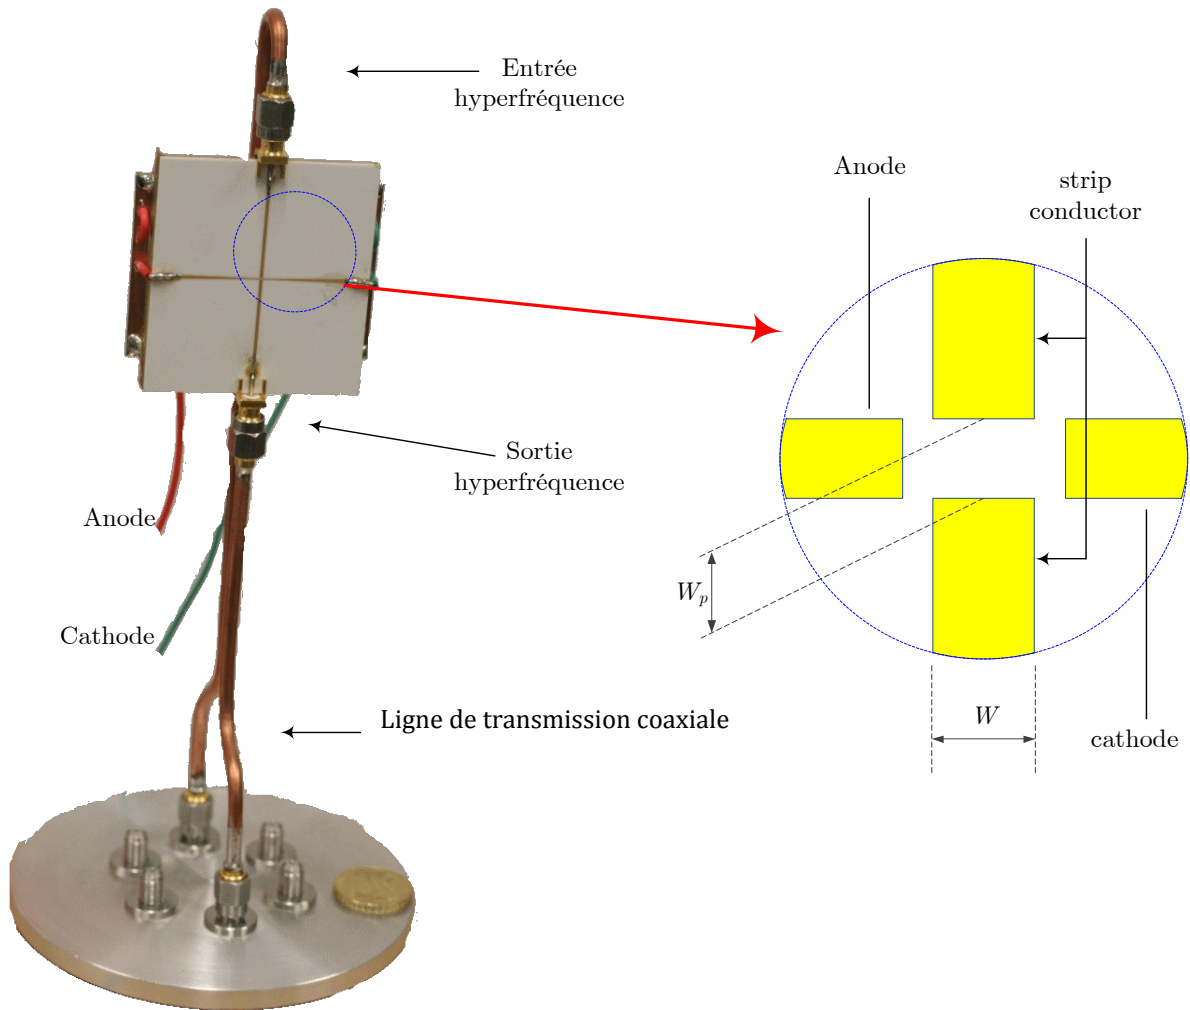 Entrée
hyperfréquence
Anode
strip
conductor
Sortie
hyperfréquence
Anode
W_p
Cathode
Ligne de transmission coaxiale
W
cathode